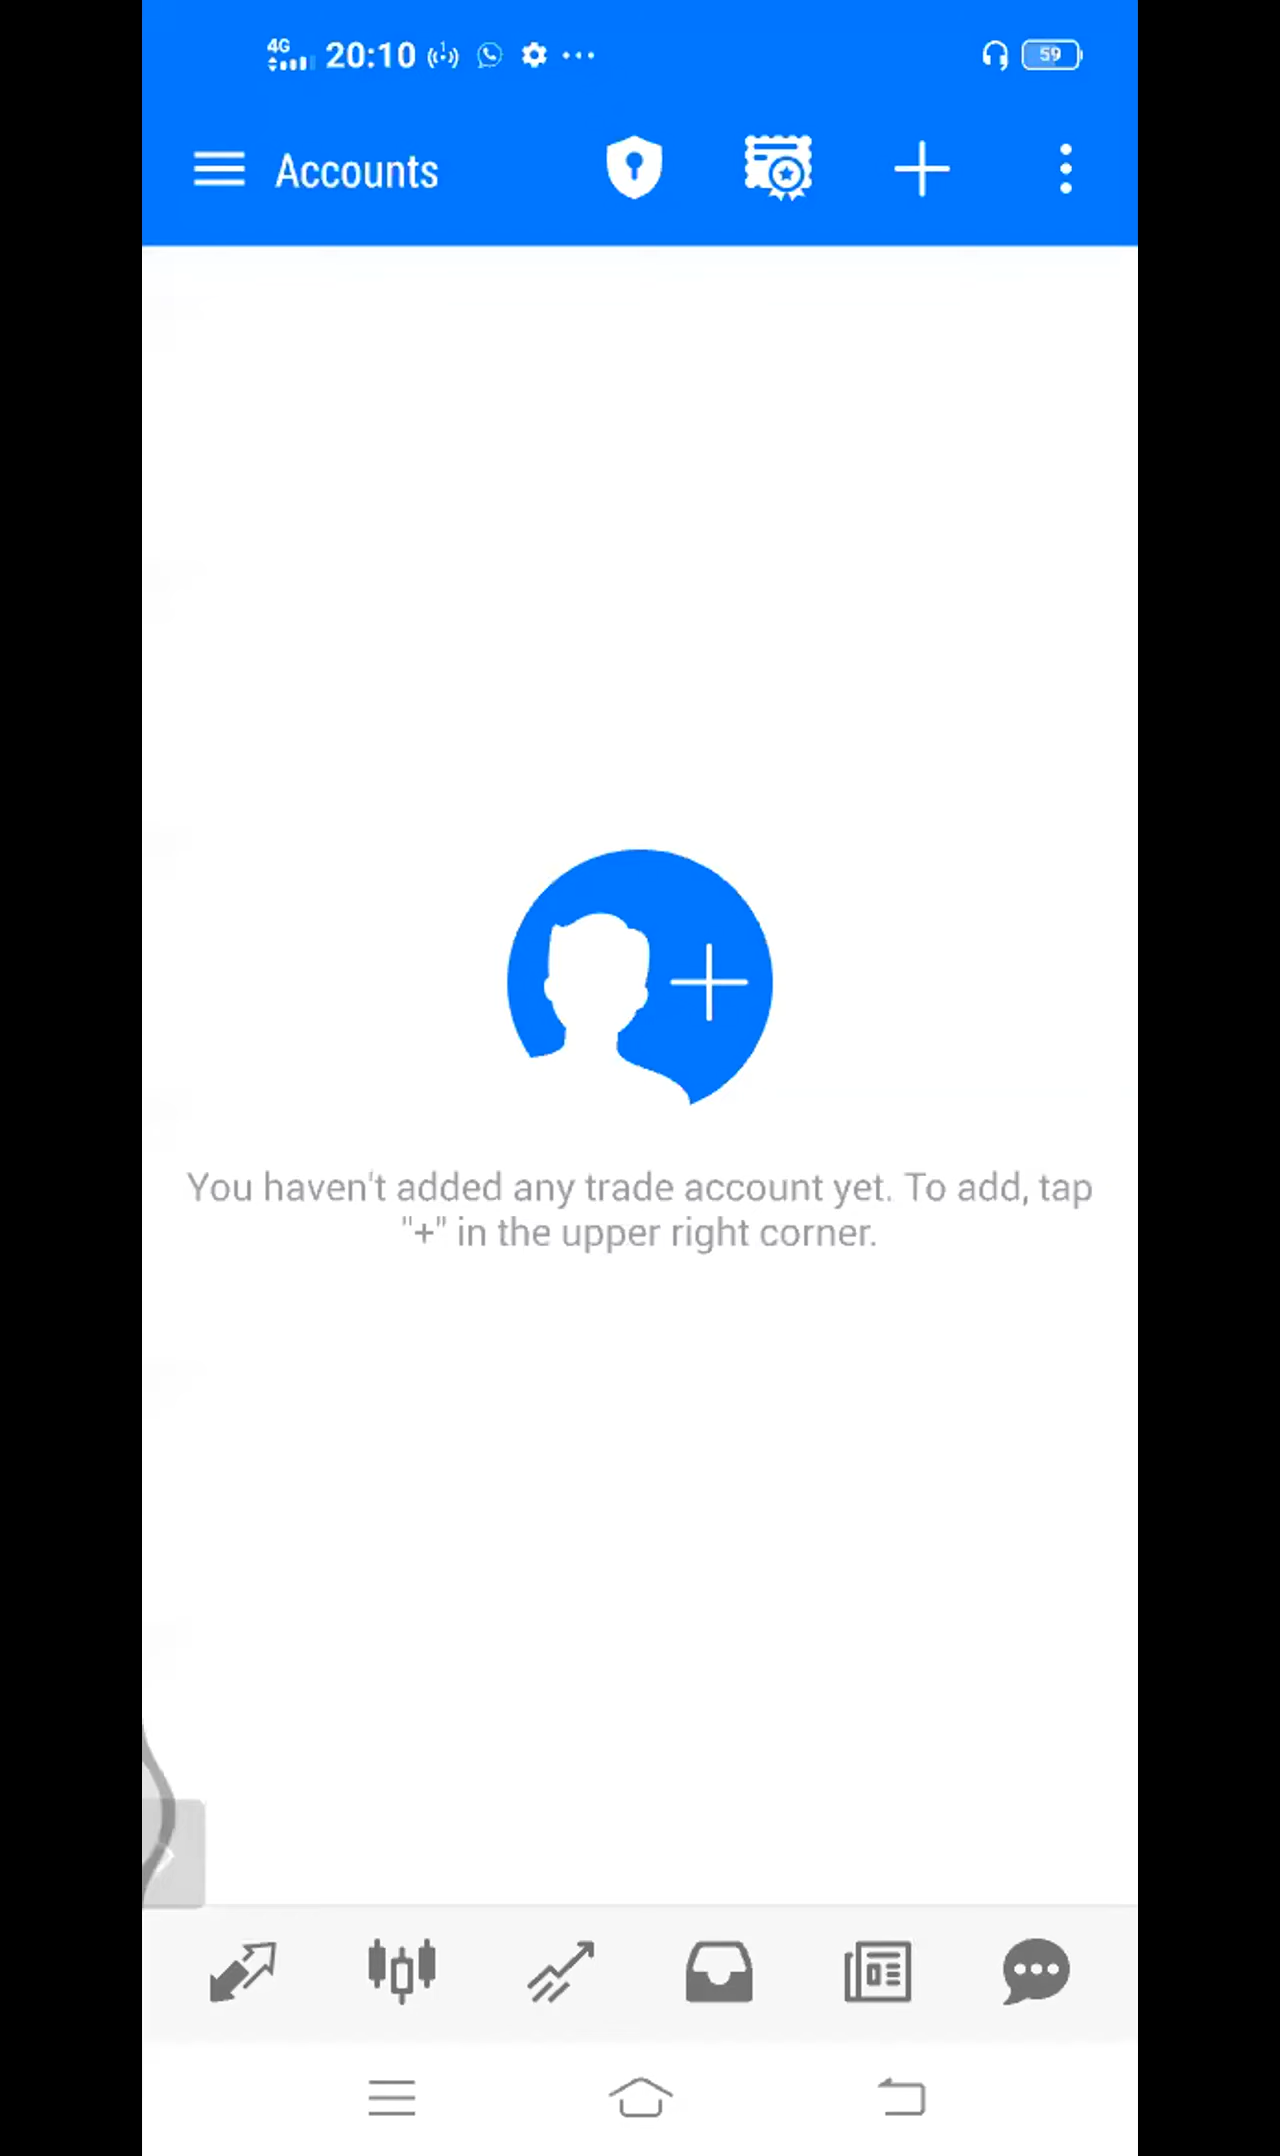 4G 20:10 59
Accounts
You haven't added any trade account yet. To add, tap
"+" in the upper right corner.